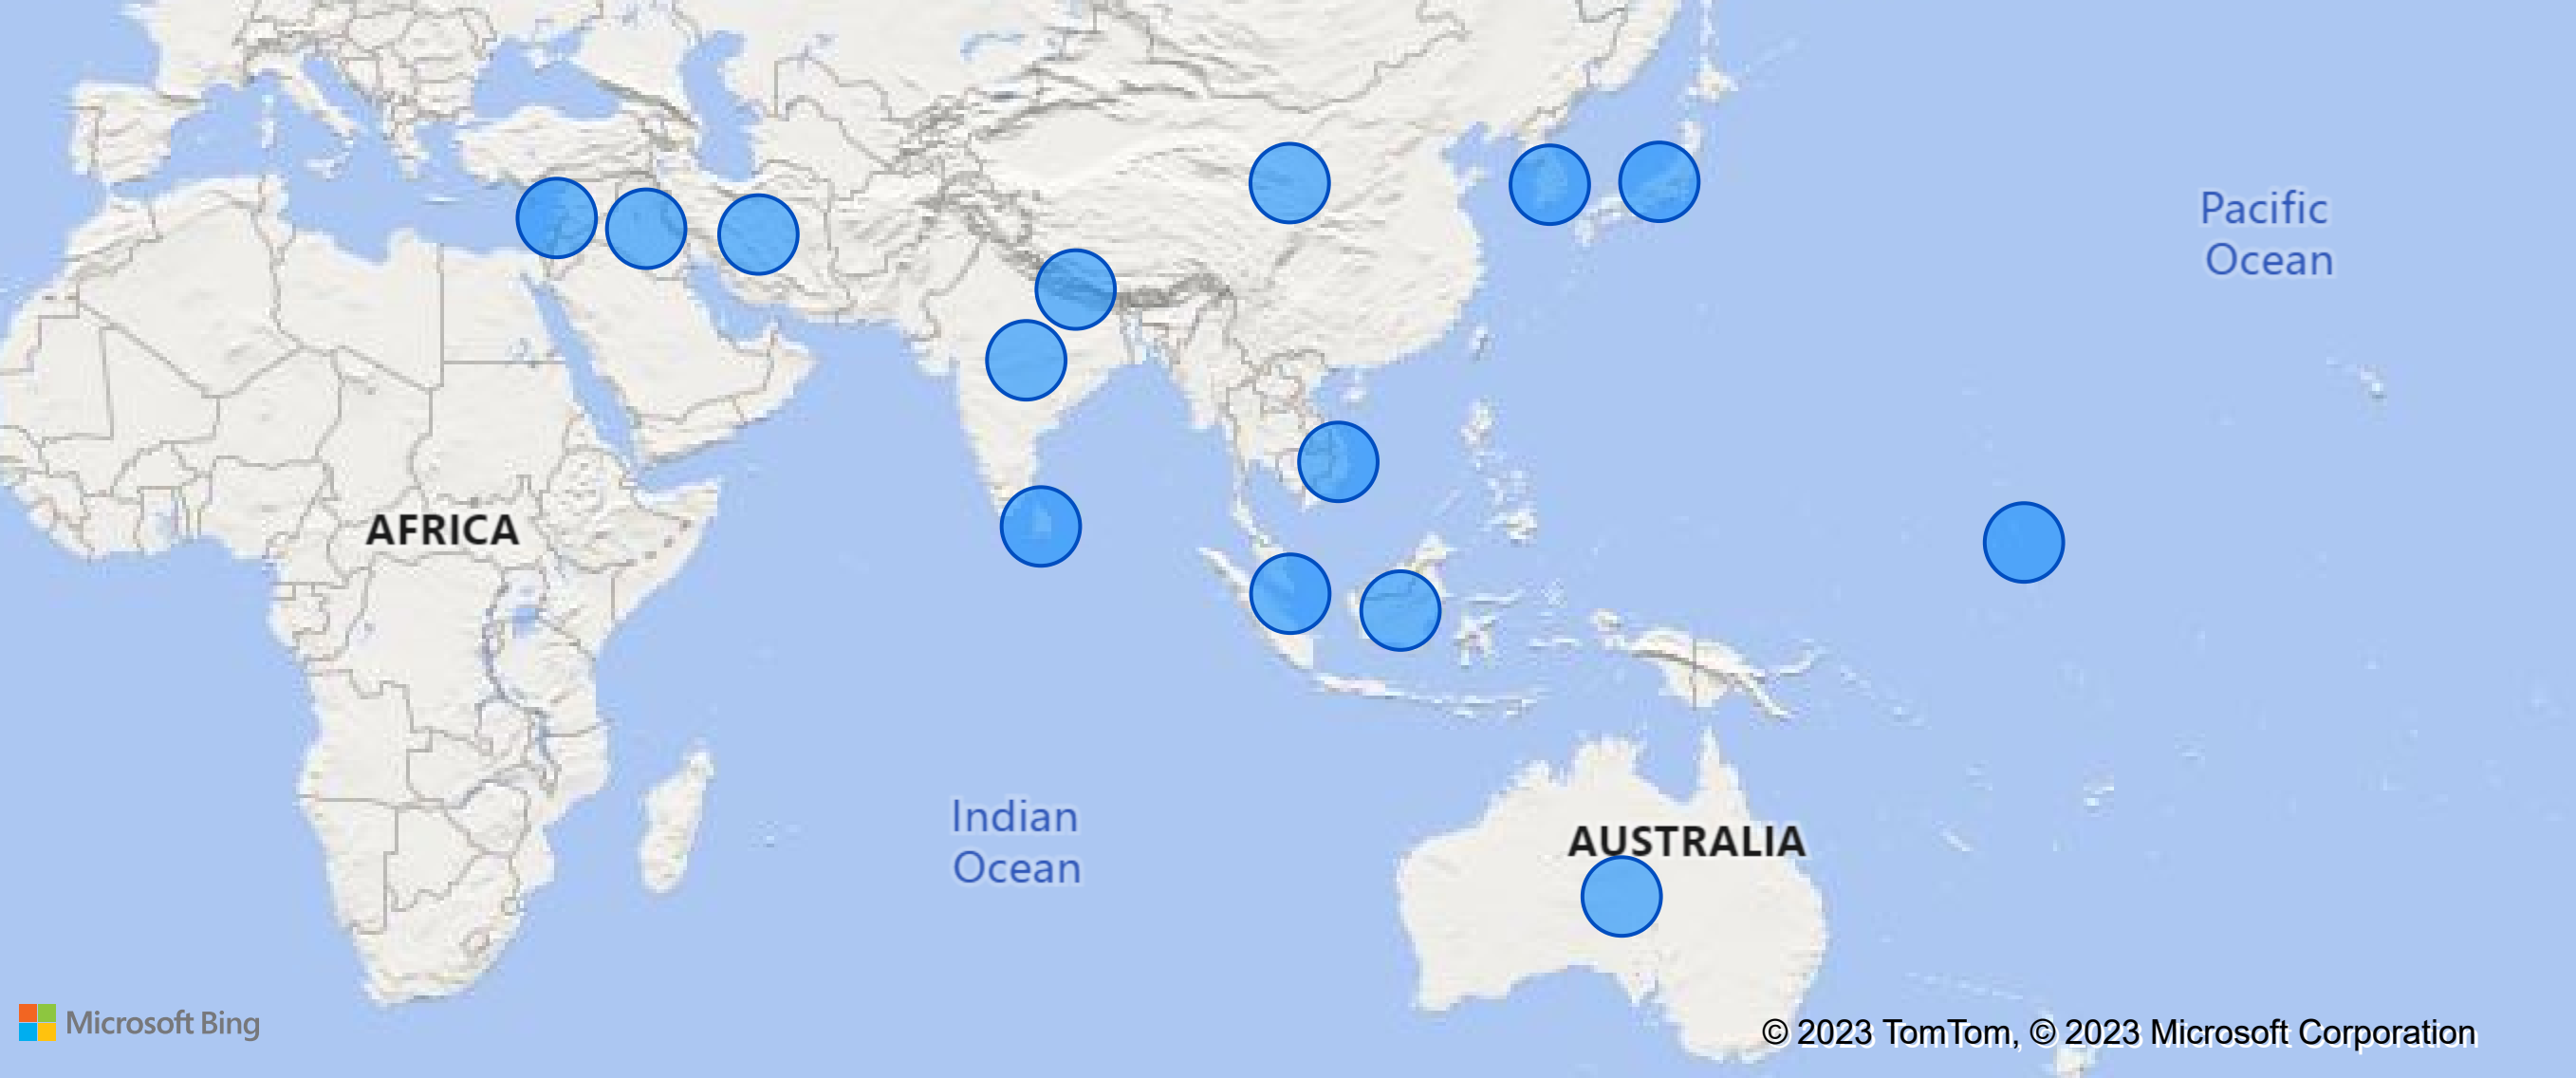 Pacific
Ocean
AFRICA
Indian
Ocean
AUSTRALIA
Microsoft Bing
© 2023 TomTom, © 2023 Microsoft Corporation